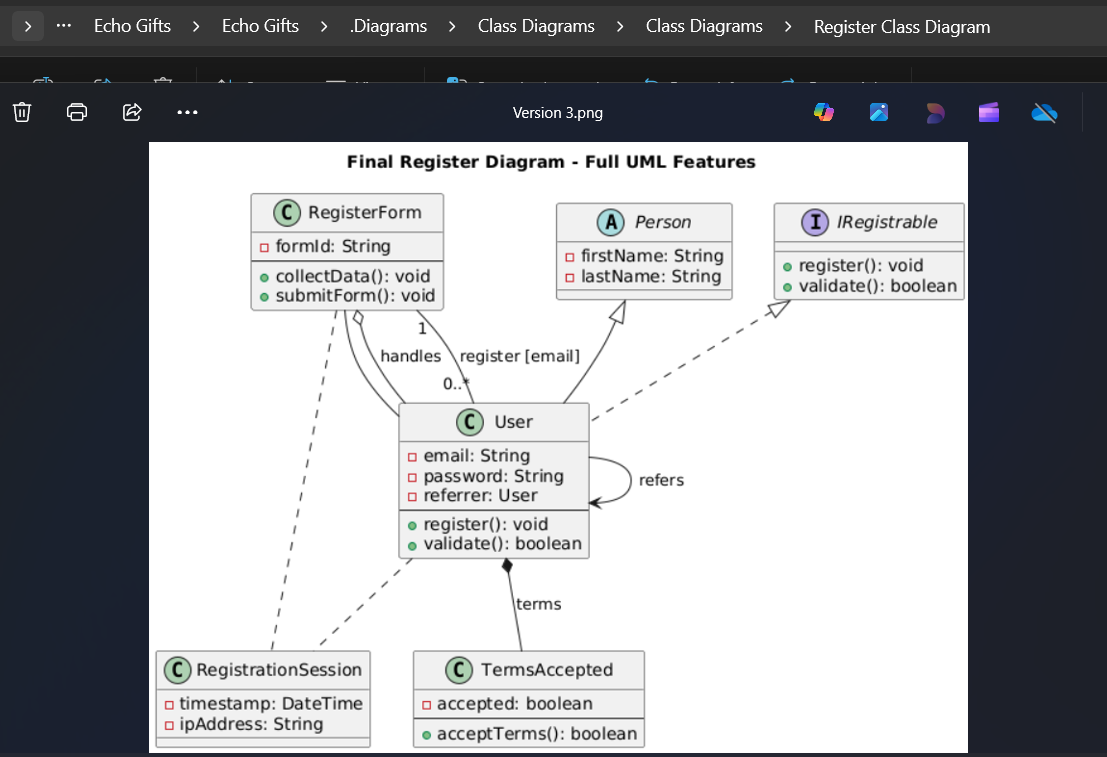 Echo Gifts > Echo Gifts > .Diagrams > Class Diagrams > Class Diagrams > Register Class Diagram
Version 3.png
Final Register Diagram - Full UML Features
C RegisterForm
formId: String
collectData(): void
submitForm(): void
A Person
firstName: String
lastName: String
I IRegistrable
register(): void
validate(): boolean
1
handles
register [email]
0..*
C User
email: String
password: String
referrer: User
register(): void
validate(): boolean
refers
terms
C RegistrationSession
timestamp: DateTime
ipAddress: String
C TermsAccepted
accepted: boolean
acceptTerms(): boolean